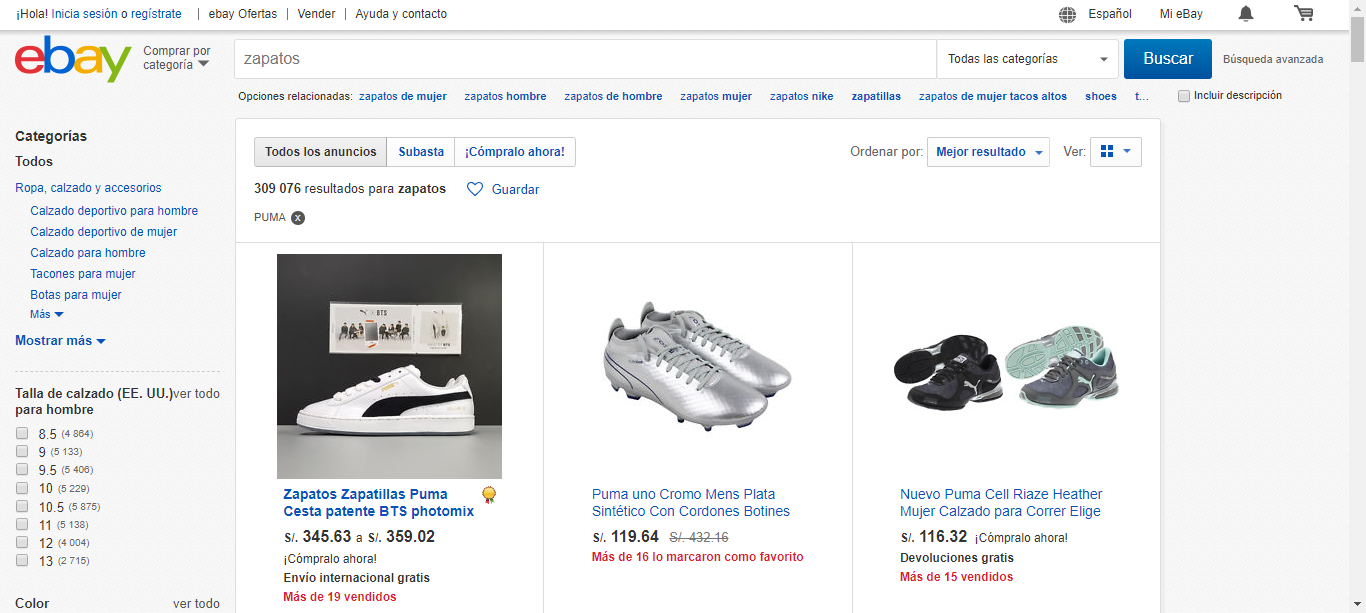 ¡Hola! Inicia sesión o regístrate | ebay Ofertas | Vender | Ayuda y contacto
Español Mi eBay
ebay
Comprar por
categoría
zapatos
Todas las categorías
Buscar
Búsqueda avanzada
Opciones relacionadas: zapatos de mujer zapatos hombre zapatos de hombre zapatos mujer zapatos nike zapatillas zapatos de mujer tacos altos shoes t...
Incluir descripción
Categorías
Todos
Ropa, calzado y accesorios
Calzado deportivo para hombre
Calzado deportivo de mujer
Calzado para hombre
Tacones para mujer
Botas para mujer
Más
Mostrar más
Talla de calzado (EE. UU.) ver todo
para hombre
8.5 (4 864)
9 (5 133)
9.5 (5 406)
10 (5 229)
10.5 (5 875)
11 (5 138)
12 (4 004)
13 (2 715)
Color ver todo
Todos los anuncios Subasta ¡Cómpralo ahora!
Ordenar por: Mejor resultado Ver:
309 076 resultados para zapatos Guardar
PUMA x
BTS
Zapatos Zapatillas Puma
Cesta patente BTS photomix
S/. 345.63 a S/. 359.02
¡Cómpralo ahora!
Envío internacional gratis
Más de 19 vendidos
Puma uno Cromo Mens Plata
Sintético Con Cordones Botines
S/. 119.64 S/. 432.16
Más de 16 lo marcaron como favorito
Nuevo Puma Cell Riaze Heather
Mujer Calzado para Correr Elige
S/. 116.32 ¡Cómpralo ahora!
Devoluciones gratis
Más de 15 vendidos